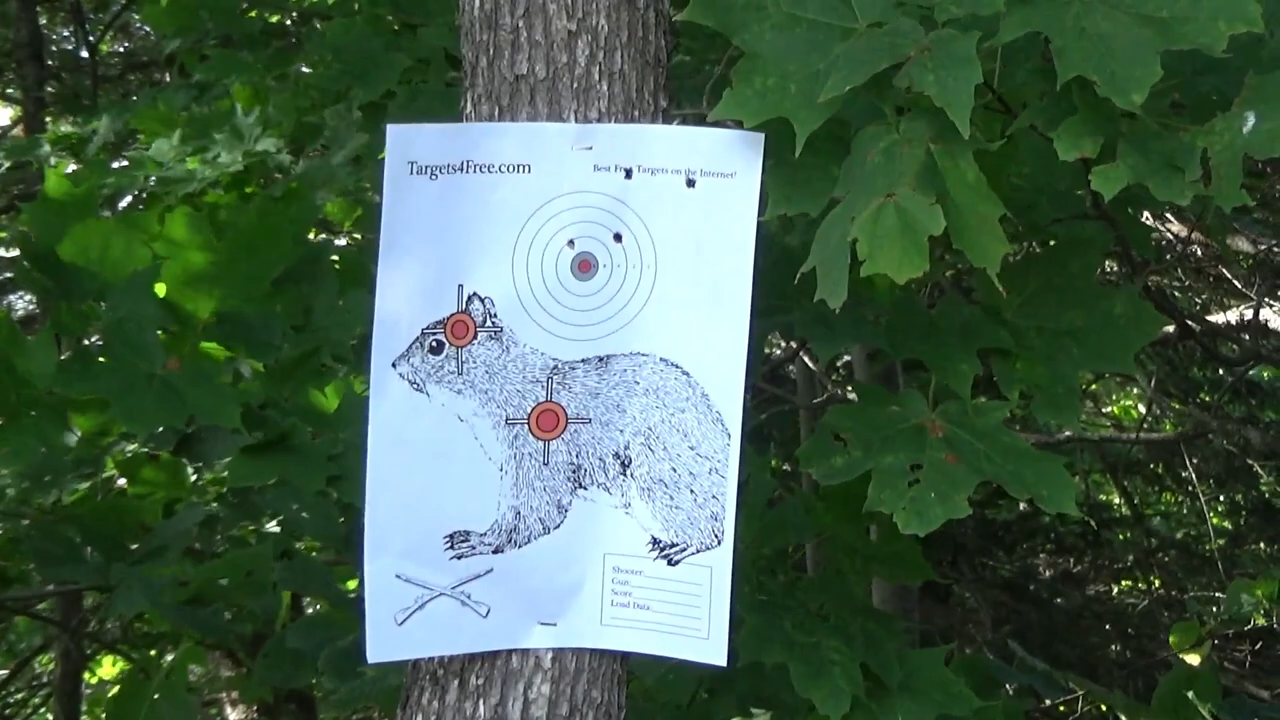 Targets4Free.com
Best Free Targets on the Internet!
Shooter
Gun
Score
Load Data